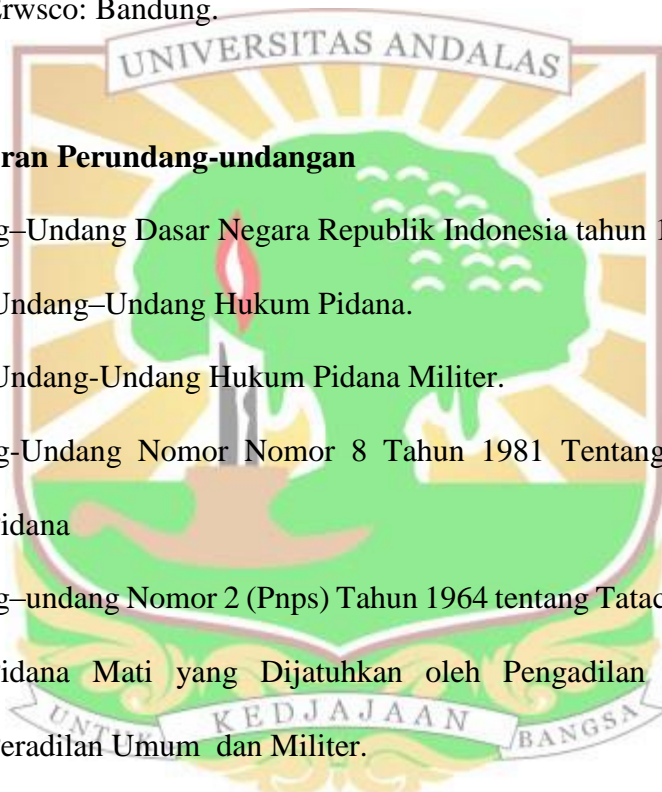 Erwsco: Bandung.
UNIVERSITAS ANDALAS
ran Perundang-undangan
g–Undang Dasar Negara Republik Indonesia tahun 1
Undang–Undang Hukum Pidana.
Undang-Undang Hukum Pidana Militer.
g-Undang Nomor Nomor 8 Tahun 1981 Tentang
idana
g–undang Nomor 2 (Pnps) Tahun 1964 tentang Tatac
idana Mati yang Dijatuhkan oleh Pengadilan
UNTUK KEDJAJAAN BANGSA
eradilan Umum dan Militer.